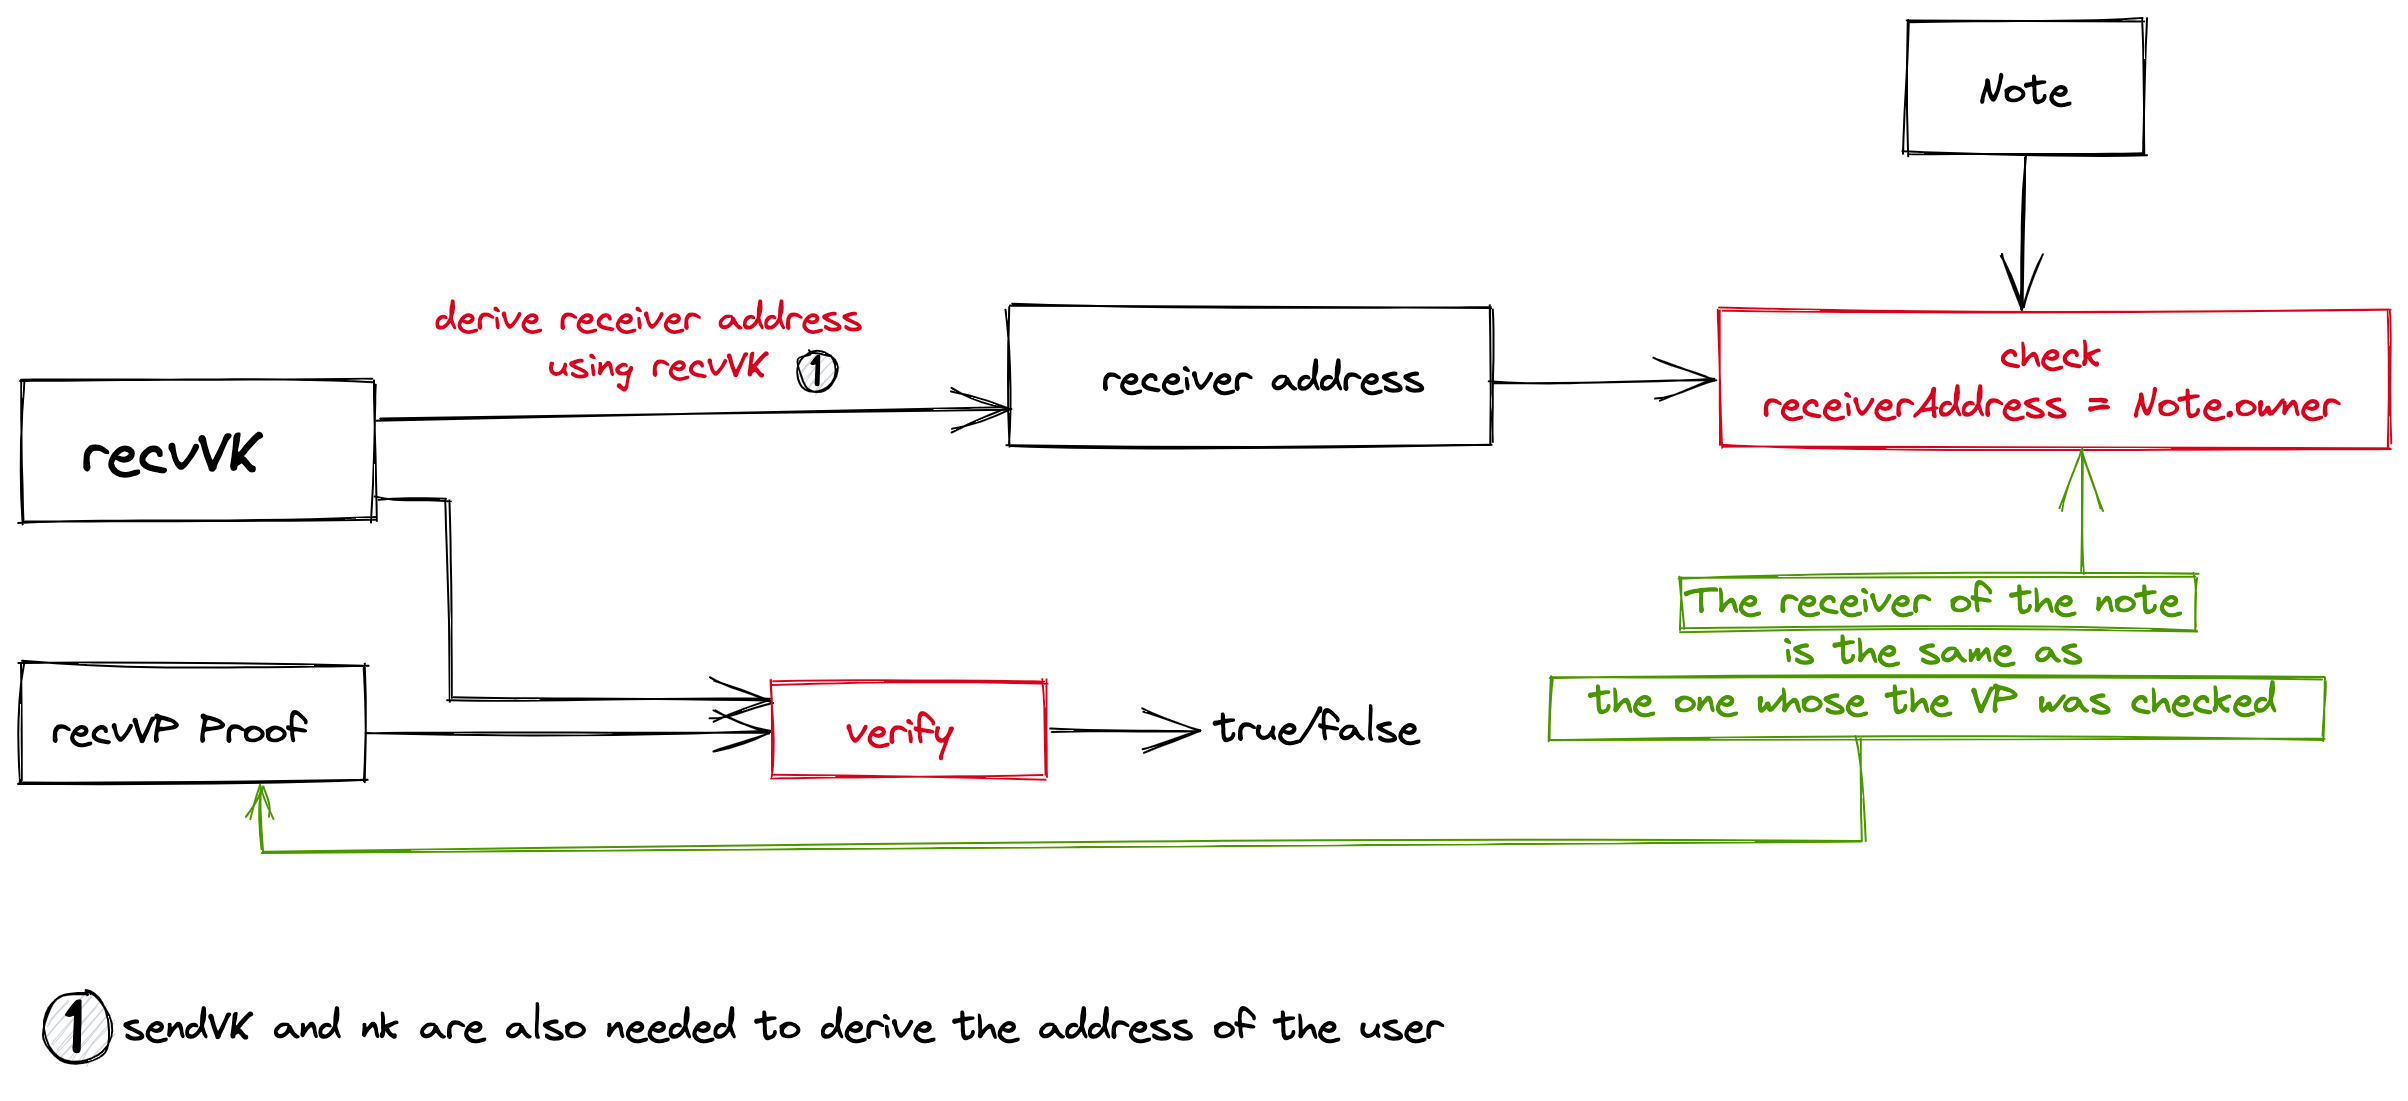 Note
derive receiver address
using recvVK 1
receiver address
check
receiverAddress = Note.owner
recvVK
The receiver of the note
is the same as
the one whose the VP was checked
recvVP Proof
verify
true/false
1 sendVK and nk are also needed to derive the address of the user